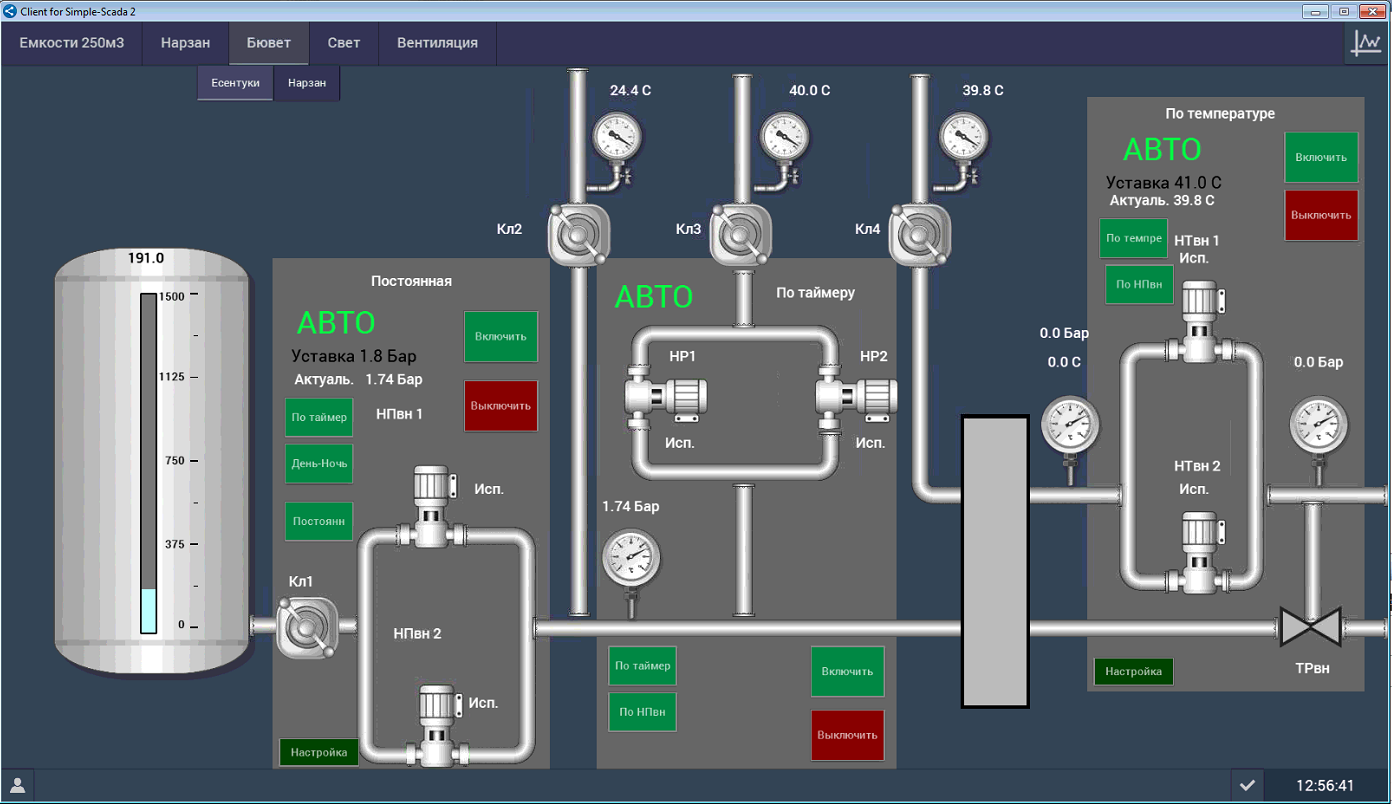 Client for Simple-Scada 2
Емкости 250м3
Нарзан
Бювет
Свет
Вентиляция
Есентуки
Нарзан
24.4 C
40.0 C
39.8 C
По температуре
АВТО
Включить
Уставка 41.0 C
Актуаль. 39.8 C
Выключить
Кл2
Кл3
Кл4
По темпре
НТвн 1
Исп.
По НПвн
191.0
1500
1125
750
375
0
Постоянная
АВТО
Включить
Уставка 1.8 Бар
Актуаль. 1.74 Бар
По таймер
НПвн 1
Выключить
День-Ночь
Исп.
Постоянн
Кл1
НПвн 2
Исп.
Настройка
АВТО
По таймеру
НР1
НР2
Исп.
Исп.
1.74 Бар
По таймер
Включить
По НПвн
Выключить
0.0 Бар
0.0 C
0.0 Бар
НТвн 2
Исп.
Настройка
ТРвн
12:56:41